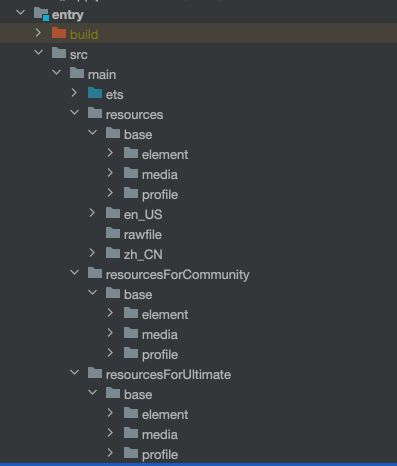 entry
build
src
main
ets
resources
base
element
media
profile
en_US
rawfile
zh_CN
resourcesForCommunity
base
element
media
profile
resourcesForUltimate
base
element
media
profile